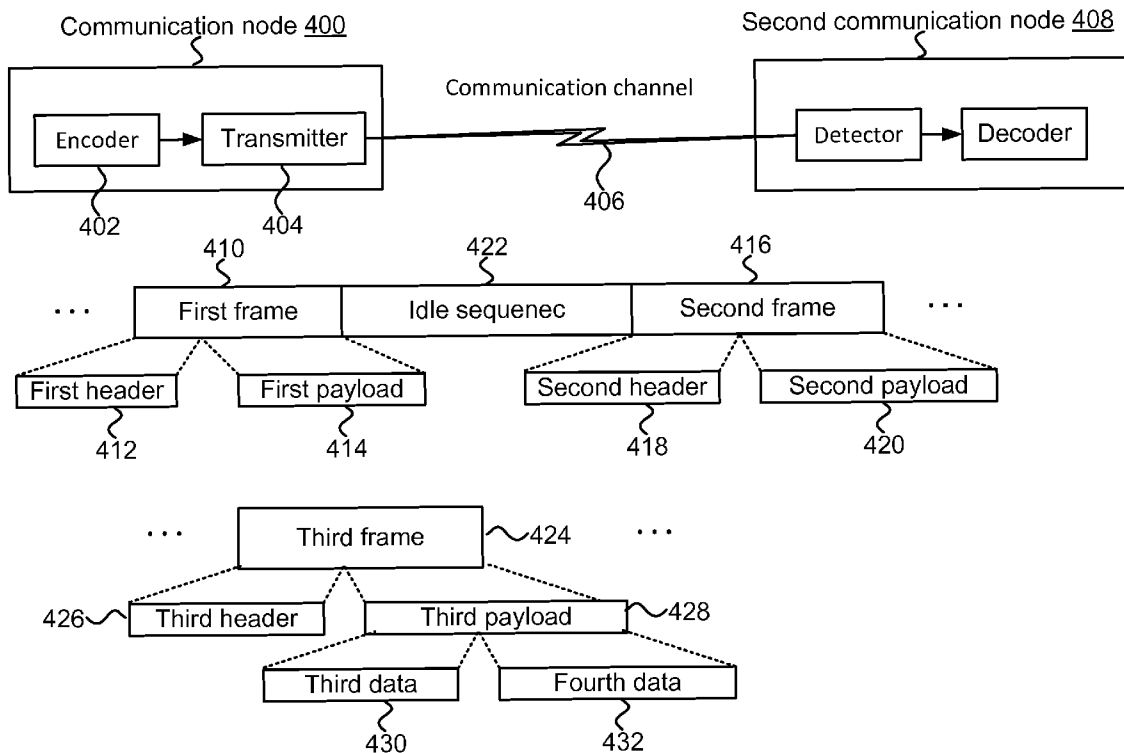 Communication node 400
Second communication node 408
Communication channel
Encoder
Transmitter
Detector
Decoder
402
404
406
410
422
416
... First frame Idle sequenec Second frame ...
First header
First payload
Second header
Second payload
412
414
418
420
... Third frame 424 ...
426 Third header
Third payload 428
Third data
Fourth data
430
432